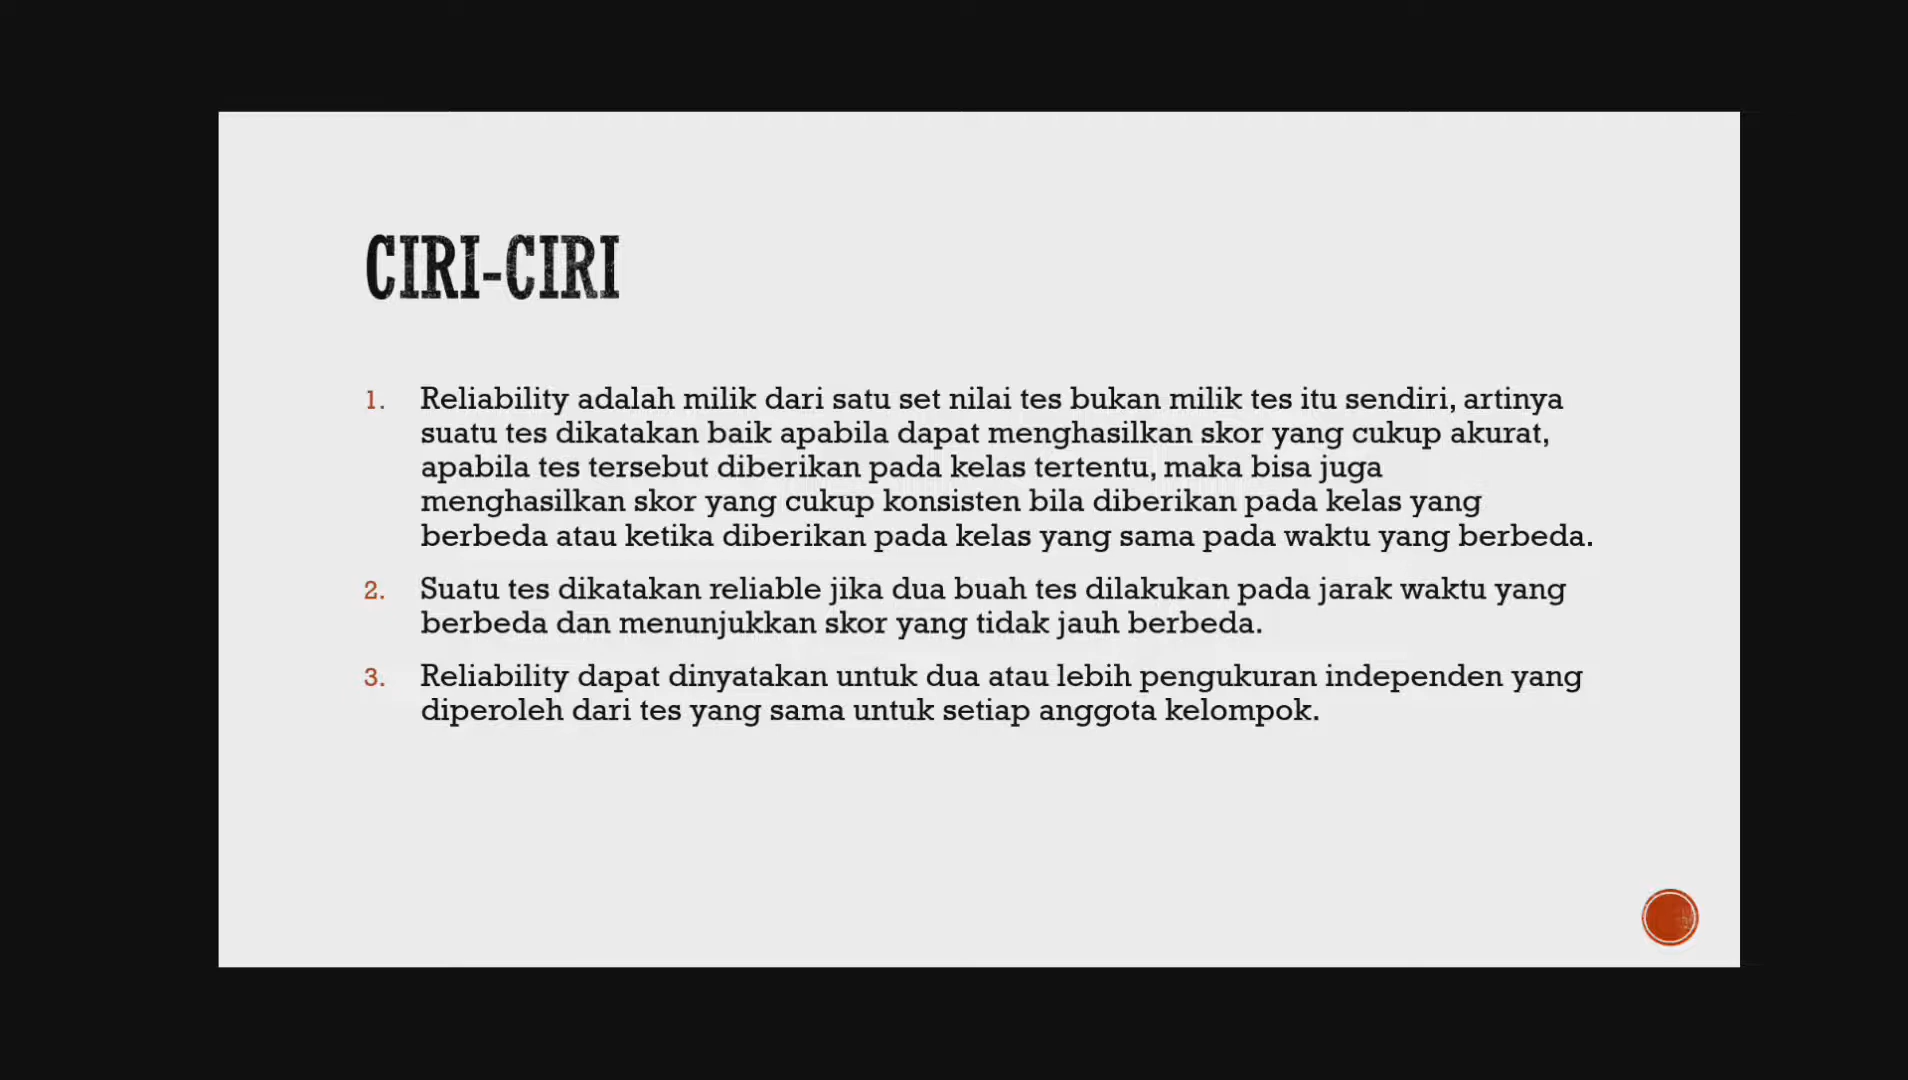 CIRI-CIRI
1. Reliability adalah milik dari satu set nilai tes bukan milik tes itu sendiri, artinya
suatu tes dikatakan baik apabila dapat menghasilkan skor yang cukup akurat,
apabila tes tersebut diberikan pada kelas tertentu, maka bisa juga
menghasilkan skor yang cukup konsisten bila diberikan pada kelas yang
berbeda atau ketika diberikan pada kelas yang sama pada waktu yang berbeda.
2. Suatu tes dikatakan reliable jika dua buah tes dilakukan pada jarak waktu yang
berbeda dan menunjukkan skor yang tidak jauh berbeda.
3. Reliability dapat dinyatakan untuk dua atau lebih pengukuran independen yang
diperoleh dari tes yang sama untuk setiap anggota kelompok.